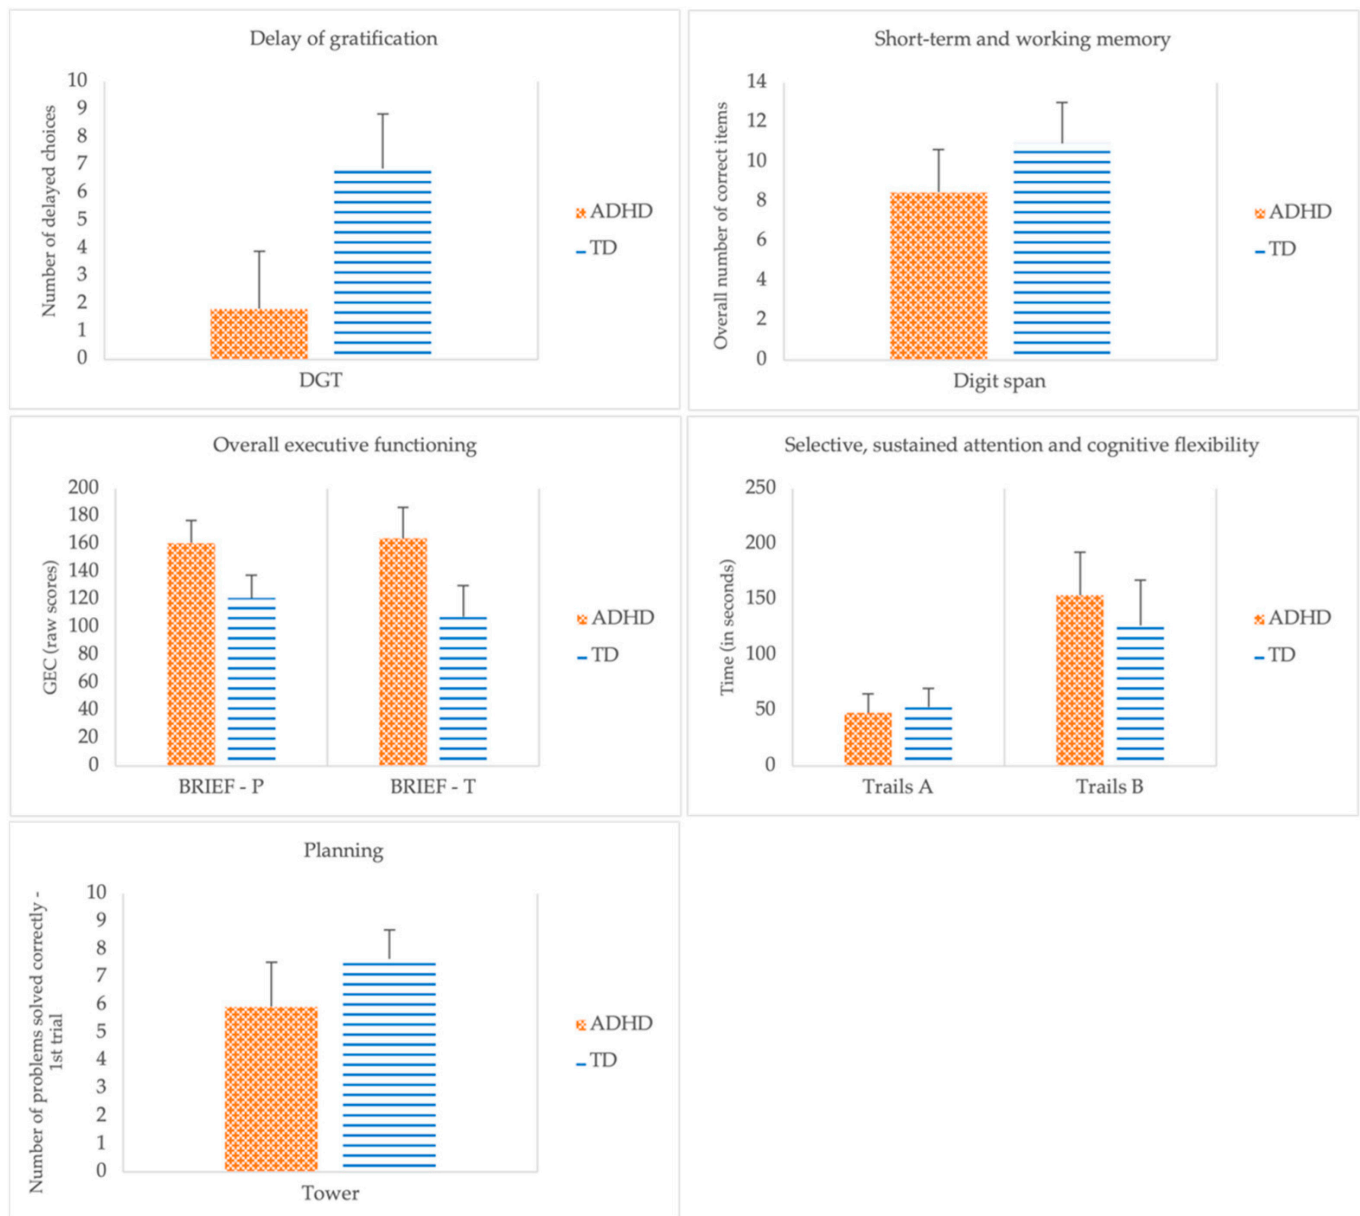 Delay of gratification
Number of delayed choices
10
9
8
7
6
5
4
3
2
1
0
DGT
ADHD
TD
Short-term and working memory
Overall number of correct items
14
12
10
8
6
4
2
0
Digit span
ADHD
TD
Overall executive functioning
GEC (raw scores)
200
180
160
140
120
100
80
60
40
20
0
BRIEF - P
BRIEF - T
ADHD
TD
Selective, sustained attention and cognitive flexibility
Time (in seconds)
250
200
150
100
50
0
Trails A
Trails B
ADHD
TD
Planning
Number of problems solved correctly -
1st trial
10
9
8
7
6
5
4
3
2
1
0
Tower
ADHD
TD